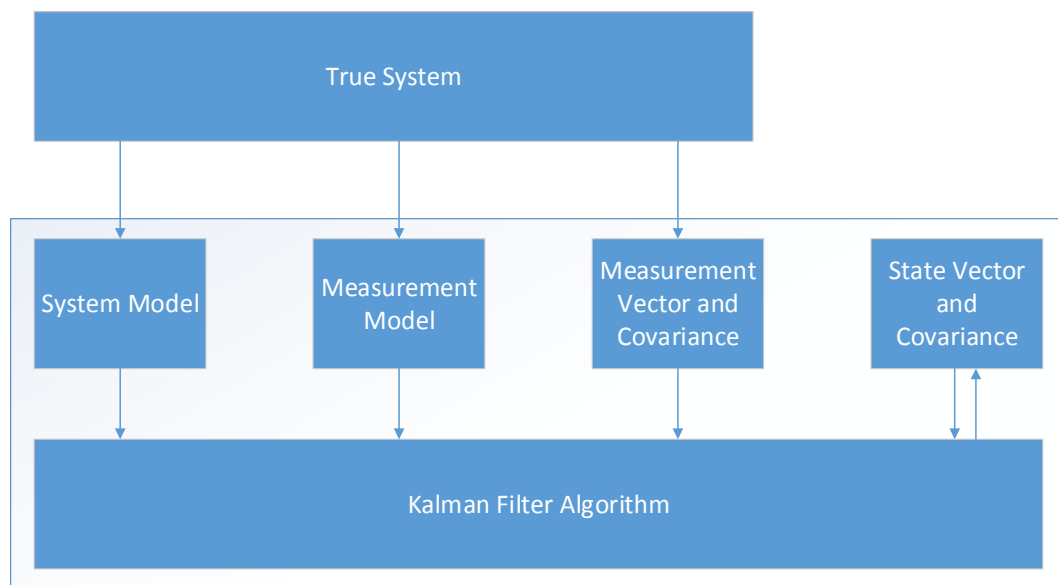 True System
System Model
Measurement
Model
Measurement
Vector and
Covariance
State Vector
and
Covariance
Kalman Filter Algorithm